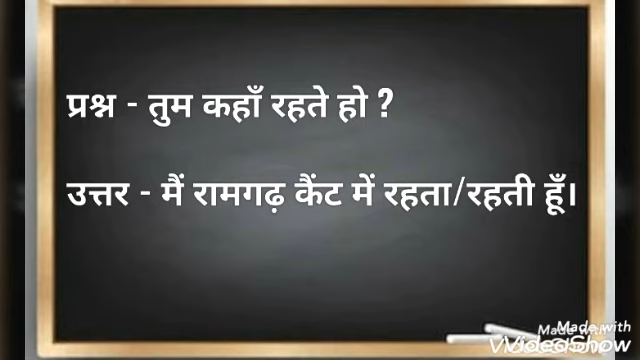 प्रश्न - तुम कहाँ रहते हो ?
उत्तर - मैं रामगढ़ कैंट में रहता/रहती हूँ।
Made with
VideoShow